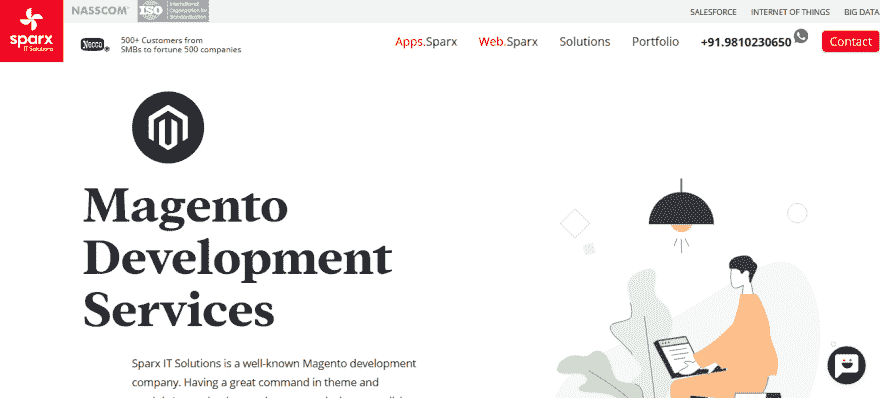 NASSCOM
ISO
International
Organization for
Standardization
SALESFORCE INTERNET OF THINGS BIG DATA
sparx
IT Solutions
500+ Customers from
SMBs to fortune 500 companies
Apps.Sparx Web.Sparx Solutions Portfolio +91.9810230650 Contact
Magento
Development
Services
Sparx IT Solutions is a well-known Magento development
company. Having a great command in theme and